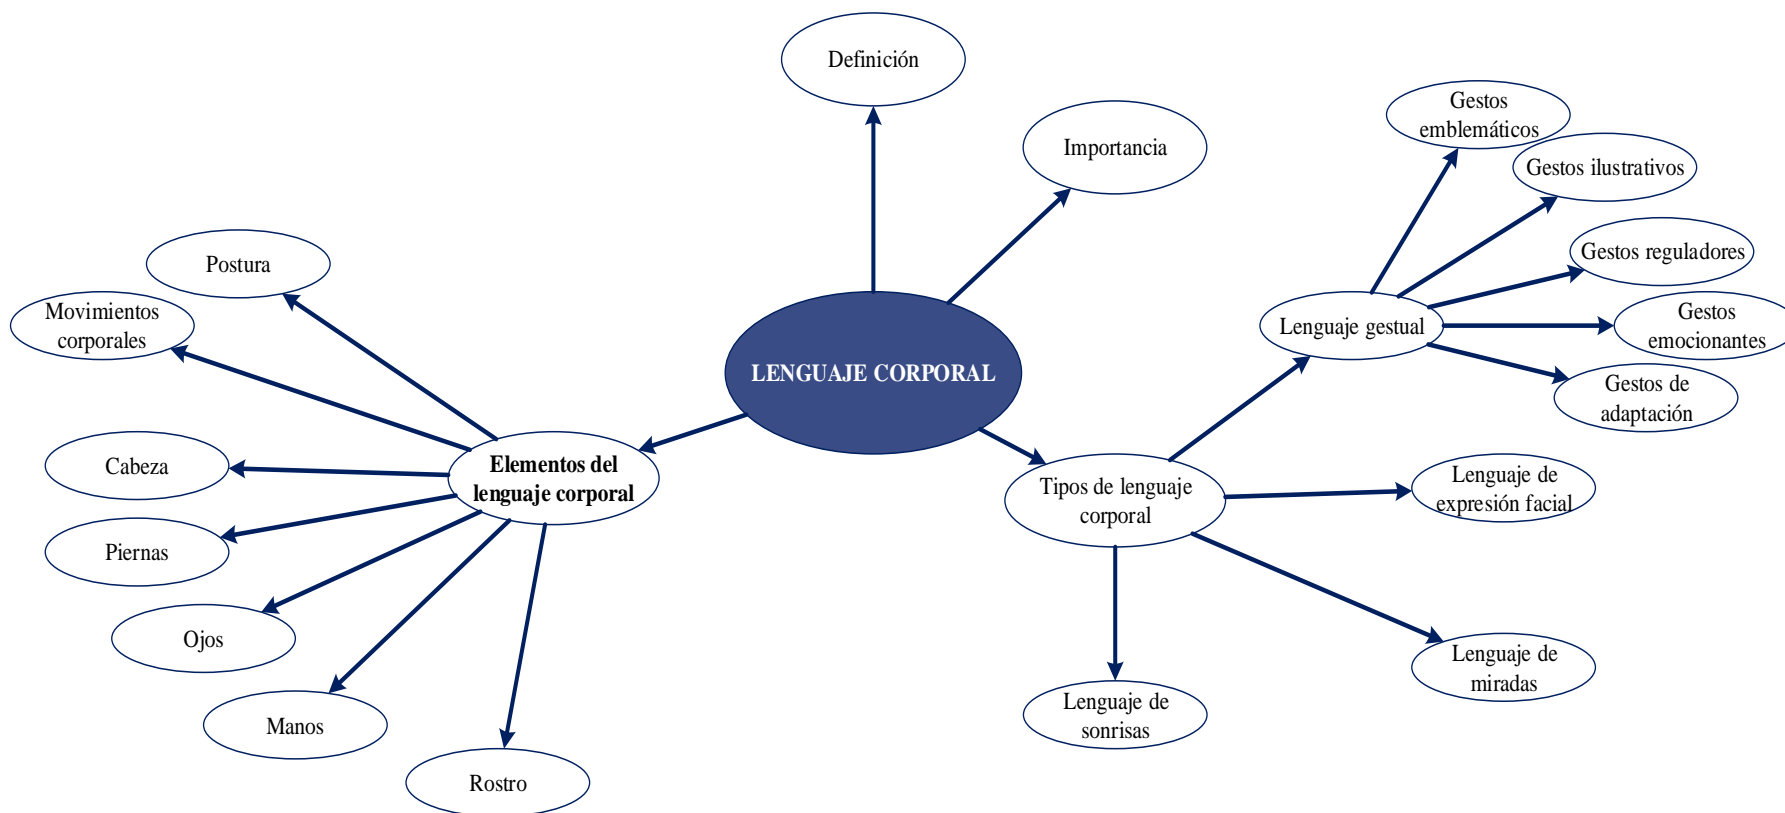 Definición
Importancia
Gestos
emblemáticos
Gestos ilustrativos
Gestos reguladores
Gestos
emocionantes
Gestos de
adaptación
Lenguaje gestual
LENGUAJE CORPORAL
Postura
Movimientos
corporales
Cabeza
Piernas
Ojos
Manos
Rostro
Elementos del
lenguaje corporal
Tipos de lenguaje
corporal
Lenguaje de
expresión facial
Lenguaje de
miradas
Lenguaje de
sonrisas